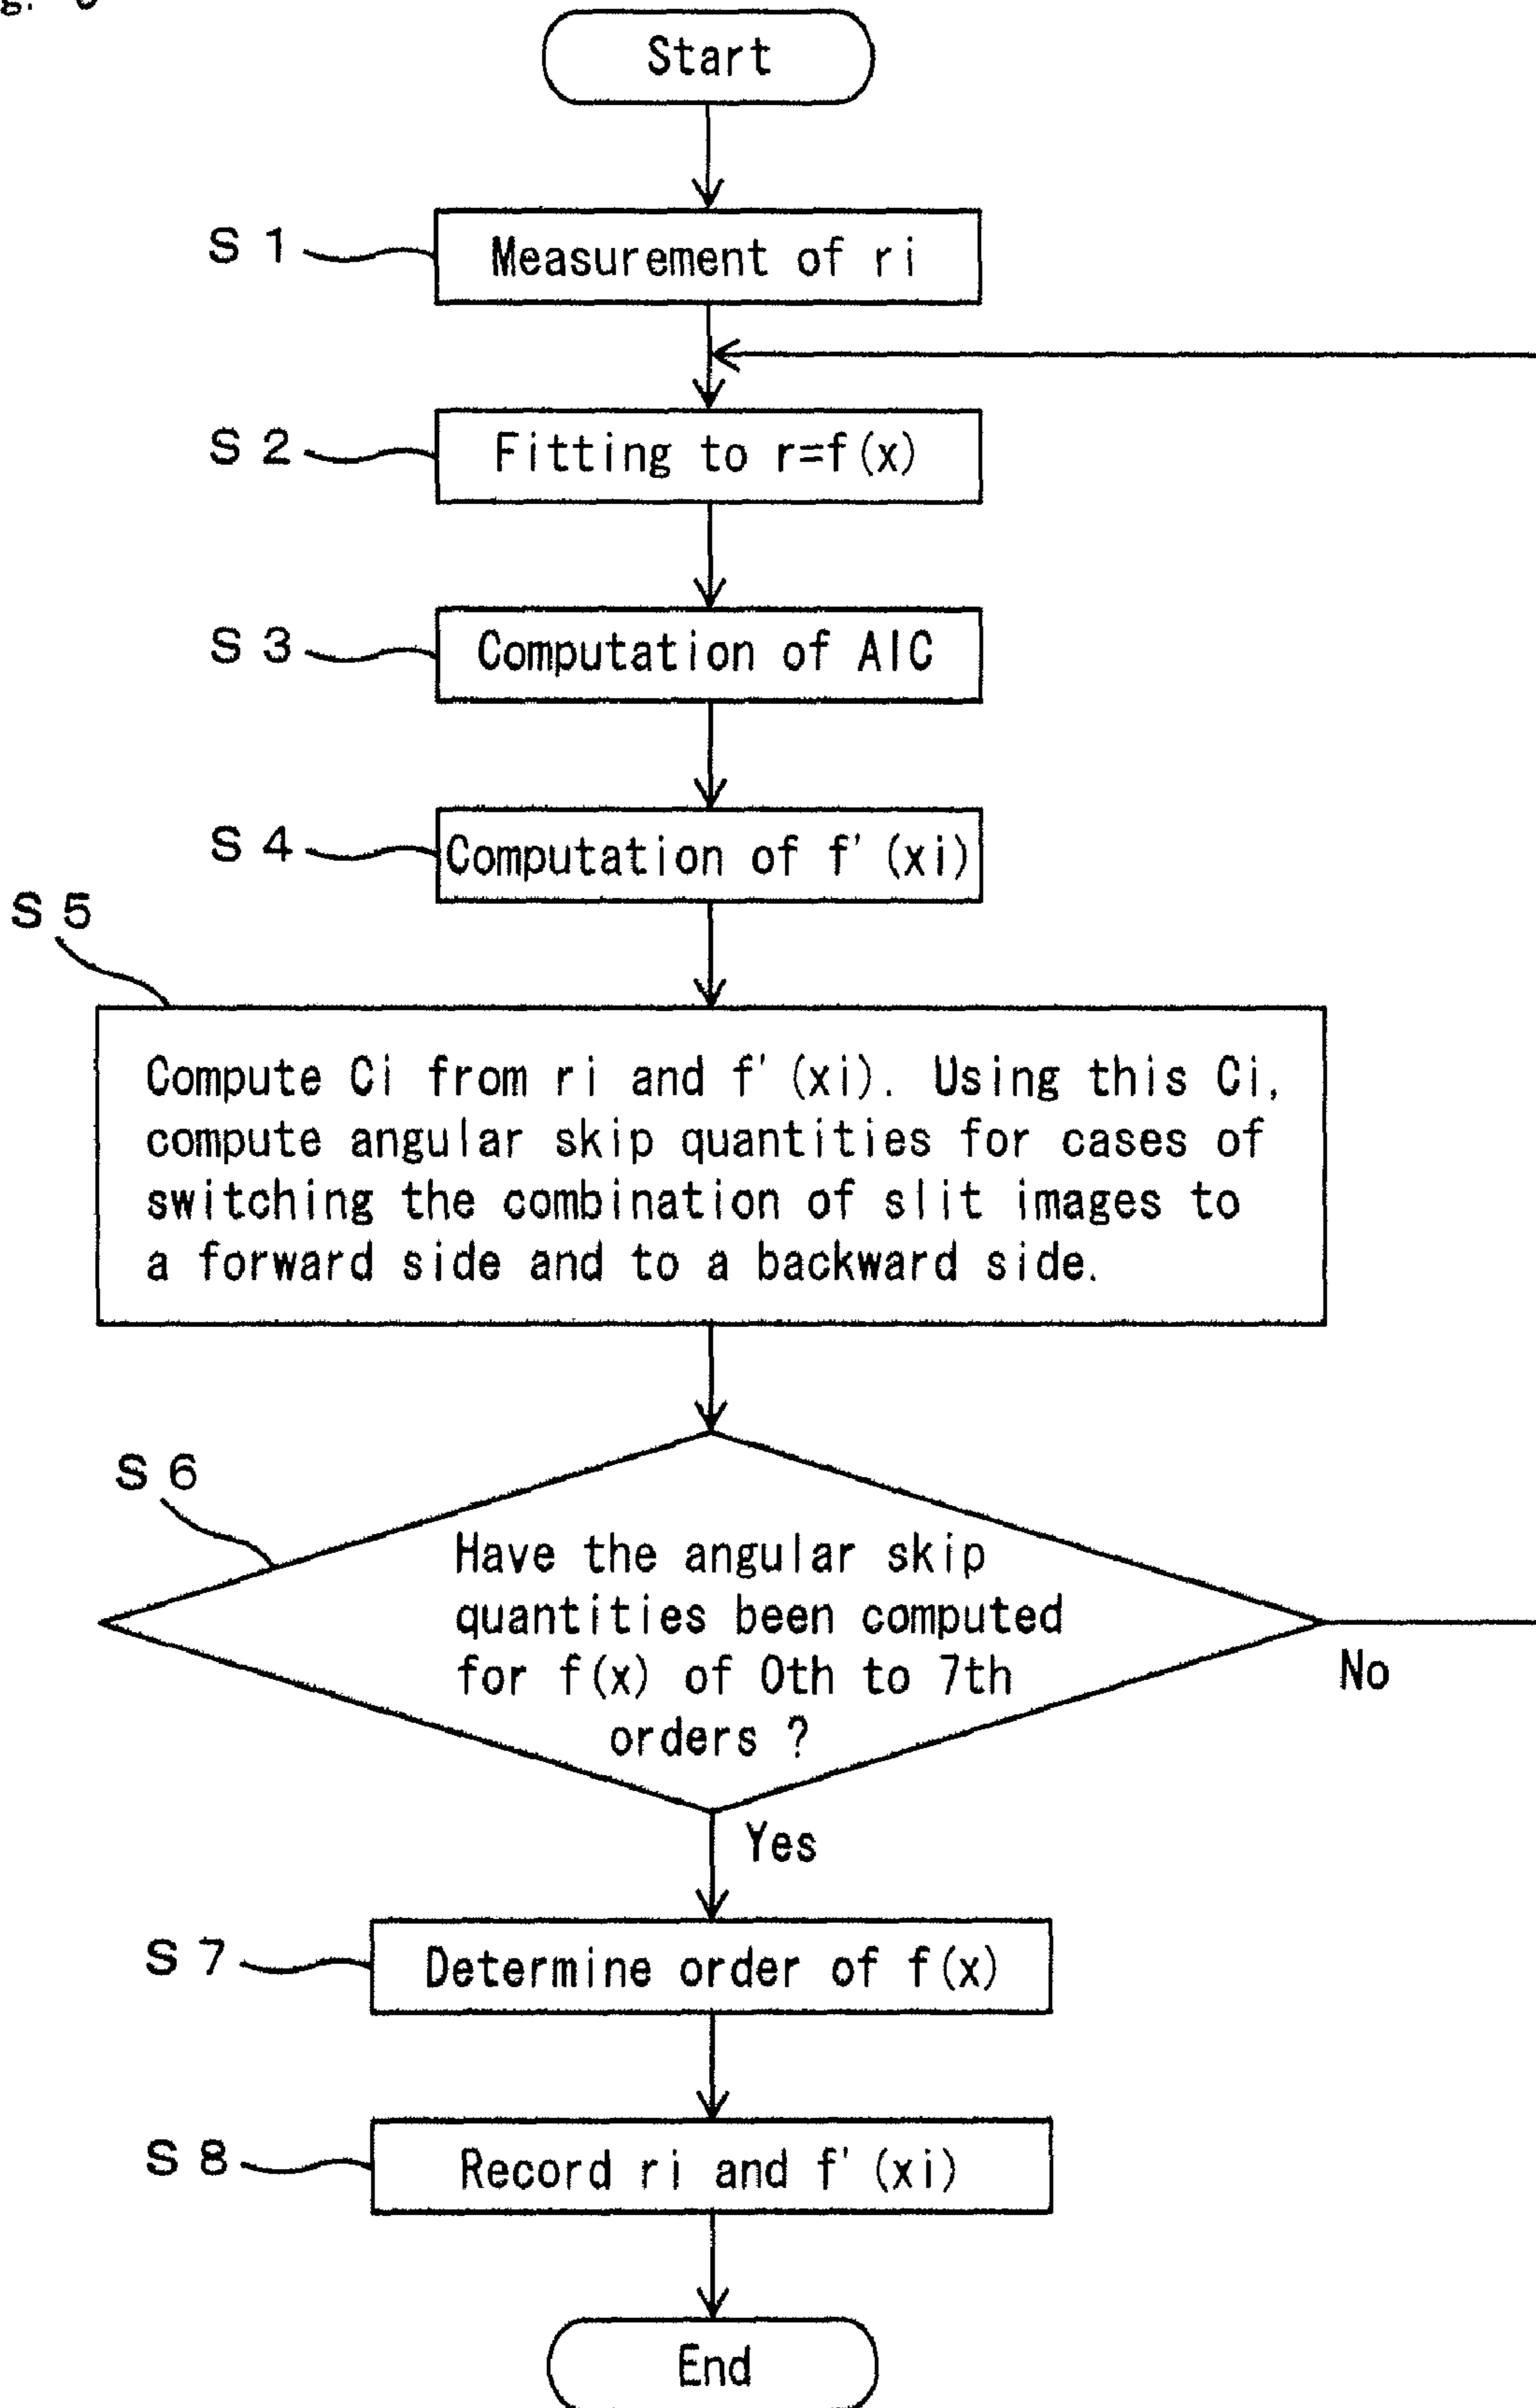 Start
S 1
Measurement of ri
S 2
Fitting to r=f(x)
S 3
Computation of AIC
S 4
Computation of f'(xi)
S 5
Compute Ci from ri and f'(xi). Using this Ci,
compute angular skip quantities for cases of
switching the combination of slit images to
a forward side and to a backward side.
S 6
Have the angular skip
quantities been computed
for f(x) of 0th to 7th
orders ?
No
Yes
S 7
Determine order of f(x)
S 8
Record ri and f'(xi)
End